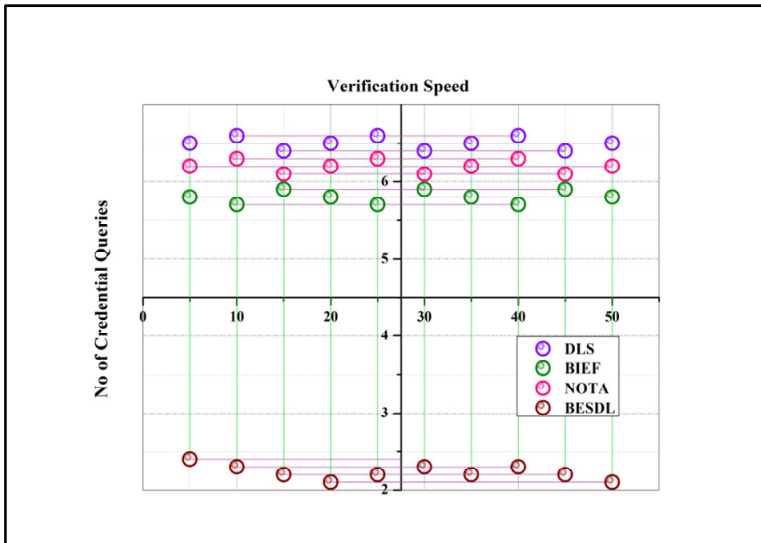 Verification Speed
No of Credential Queries
6
5
0 10 20 30 40 50
4
3
2
DLS
BIEF
NOTA
BESDL